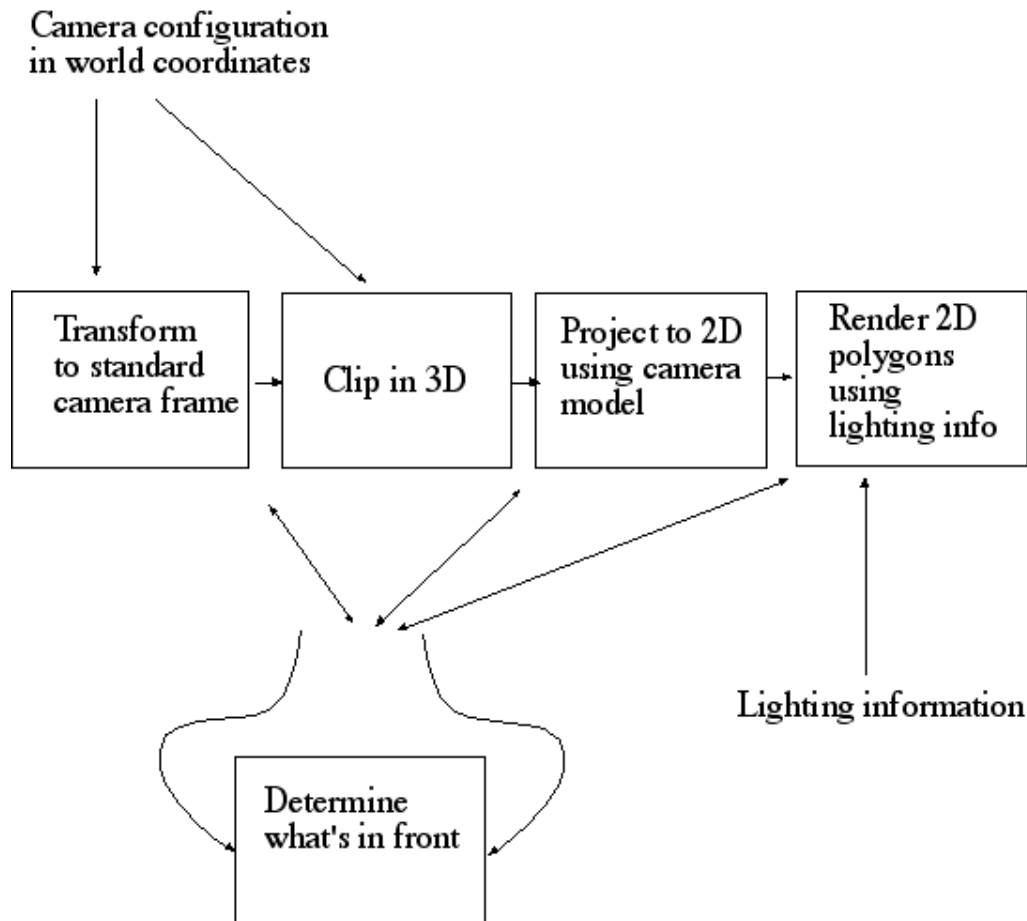 Camera configuration
in world coordinates
Transform
to standard
camera frame
Clip in 3D
Project to 2D
using camera
model
Render 2D
polygons
using
lighting info
Lighting information
Determine
what's in front